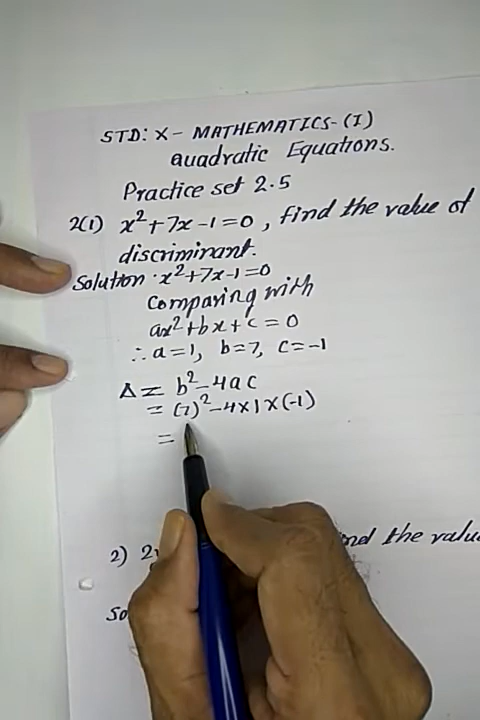 STD: X - MATHEMATICS-(I)
Quadratic Equations.
Practice set 2.5
2(1) x²+7x-1=0, find the value of
discriminant.
Solution: x²+7x-1=0
Comparing with
ax²+bx+c=0
∴ a=1, b=7, c=-1
Δ = b²-4ac
= (7)²-4×1×(-1)
=
2) 2
ind the value
So